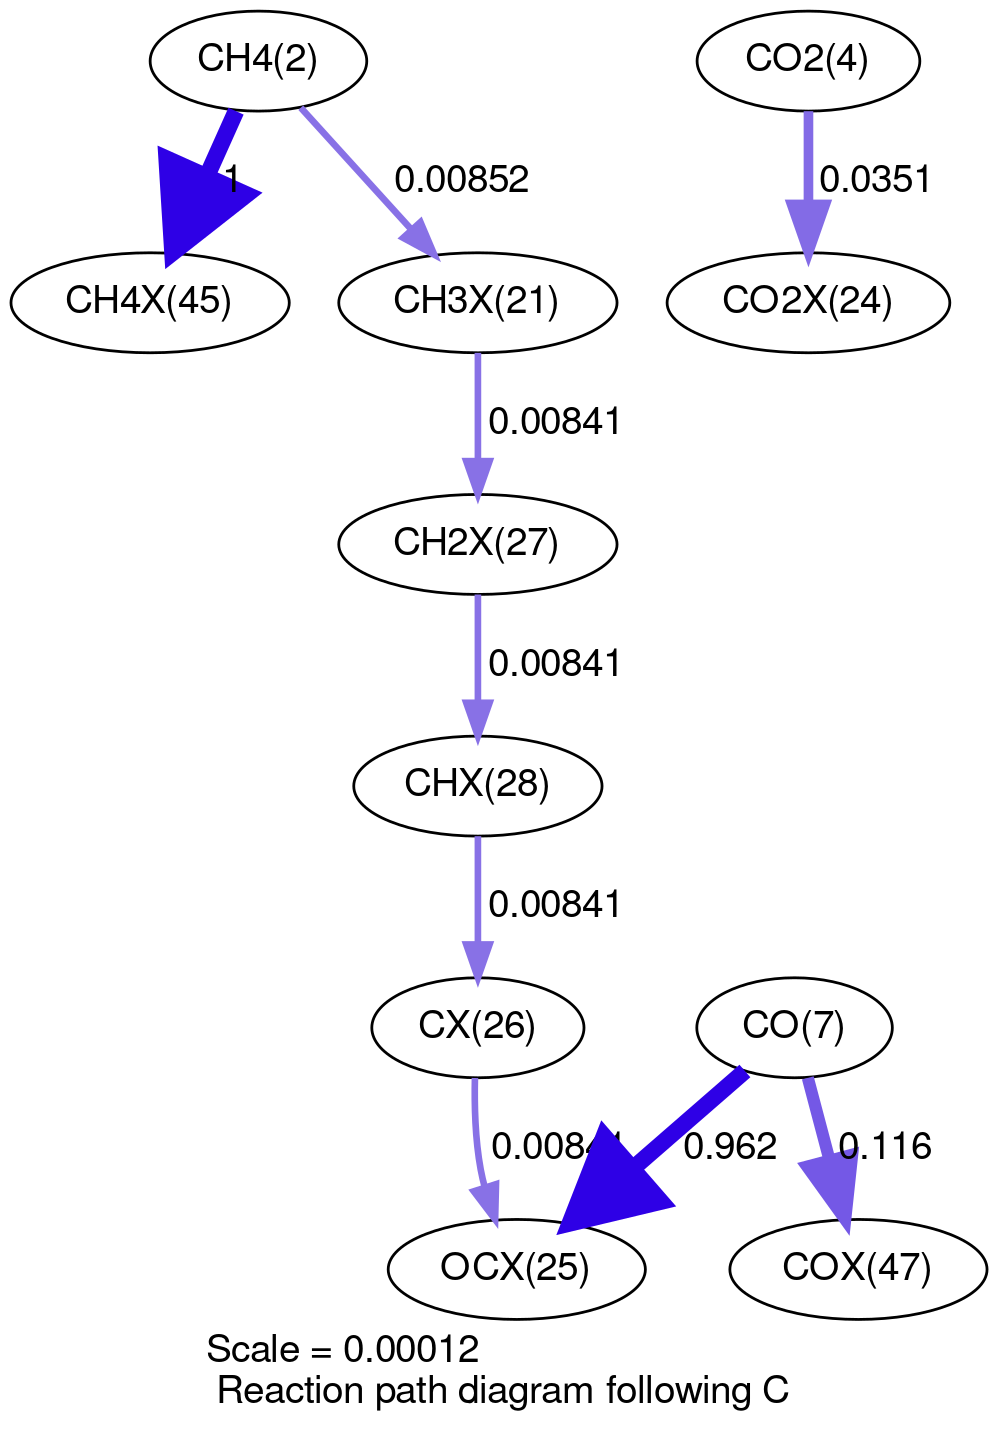 CH4(2)
CO2(4)
1
0.00852
0.0351
CH4X(45)
CH3X(21)
CO2X(24)
0.00841
CH2X(27)
0.00841
CHX(28)
0.00841
CX(26)
CO(7)
0.00841
0.962
0.116
OCX(25)
COX(47)
Scale = 0.00012
Reaction path diagram following C